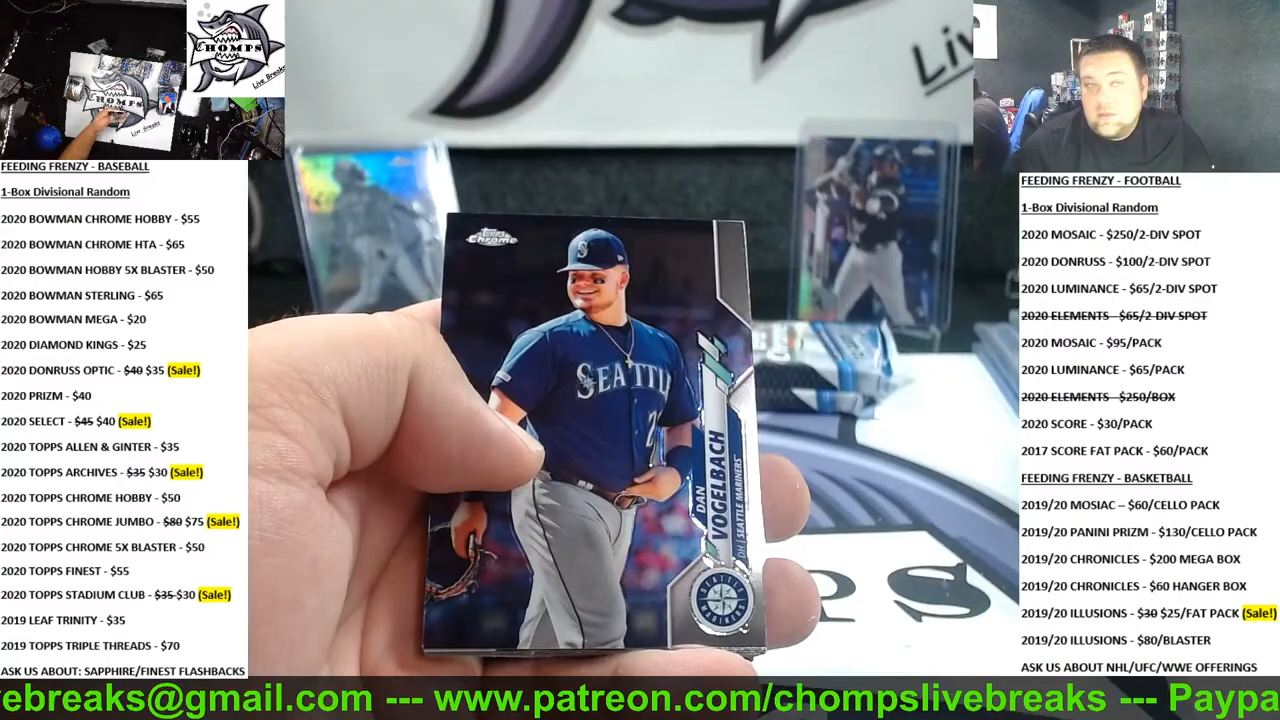 CHOMPS
Live Breaks
CHOMPS
Live Breaks
Liv
FEEDING FRENZY - BASEBALL
1-Box Divisional Random
2020 BOWMAN CHROME HOBBY - $55
2020 BOWMAN CHROME HTA - $65
2020 BOWMAN HOBBY 5X BLASTER - $50
2020 BOWMAN STERLING - $65
2020 BOWMAN MEGA - $20
2020 DIAMOND KINGS - $25
2020 DONRUSS OPTIC - $40 $35 (Sale!)
2020 PRIZM - $40
2020 SELECT - $45 $40 (Sale!)
2020 TOPPS ALLEN & GINTER - $35
2020 TOPPS ARCHIVES - $35 $30 (Sale!)
2020 TOPPS CHROME HOBBY - $50
2020 TOPPS CHROME JUMBO - $80 $75 (Sale!)
2020 TOPPS CHROME 5X BLASTER - $50
2020 TOPPS FINEST - $55
2020 TOPPS STADIUM CLUB - $35 $30 (Sale!)
2019 LEAF TRINITY - $35
2019 TOPPS TRIPLE THREADS - $70
ASK US ABOUT: SAPPHIRE/FINEST FLASHBACKS
Topps
Chrome
S
SEATTL
2
DAN
VOGELBACH
DH | SEATTLE MARINERS
SEATTLE
MARINERS
PS
FEEDING FRENZY - FOOTBALL
1-Box Divisional Random
2020 MOSAIC - $250/2-DIV SPOT
2020 DONRUSS - $100/2-DIV SPOT
2020 LUMINANCE - $65/2-DIV SPOT
2020 ELEMENTS - $65/2 DIV SPOT
2020 MOSAIC - $95/PACK
2020 LUMINANCE - $65/PACK
2020 ELEMENTS - $250/BOX
2020 SCORE - $30/PACK
2017 SCORE FAT PACK - $60/PACK
FEEDING FRENZY - BASKETBALL
2019/20 MOSIAC – $60/CELLO PACK
2019/20 PANINI PRIZM - $130/CELLO PACK
2019/20 CHRONICLES - $200 MEGA BOX
2019/20 CHRONICLES - $60 HANGER BOX
2019/20 ILLUSIONS - $30 $25/FAT PACK (Sale!)
2019/20 ILLUSIONS - $80/BLASTER
ASK US ABOUT NHL/UFC/WWE OFFERINGS
vebreaks@gmail.com --- www.patreon.com/chompslivebreaks --- Paypa